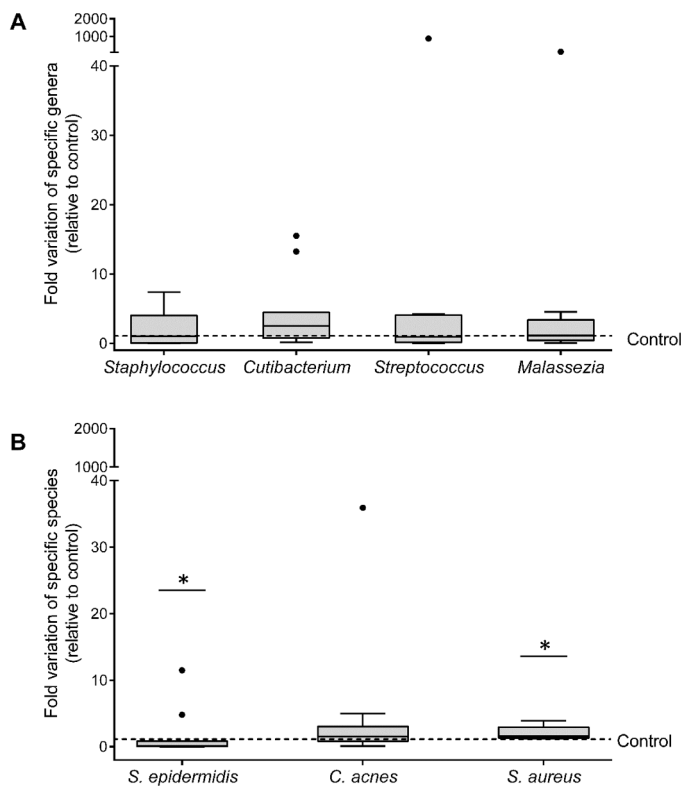 A
Fold variation of specific genera
(relative to control)
2000
1000
40
30
20
10
0
Control
Staphylococcus Cutibacterium Streptococcus Malassezia
B
Fold variation of specific species
(relative to control)
2000
1000
40
30
20
10
0
*
*
Control
S. epidermidis C. acnes S. aureus